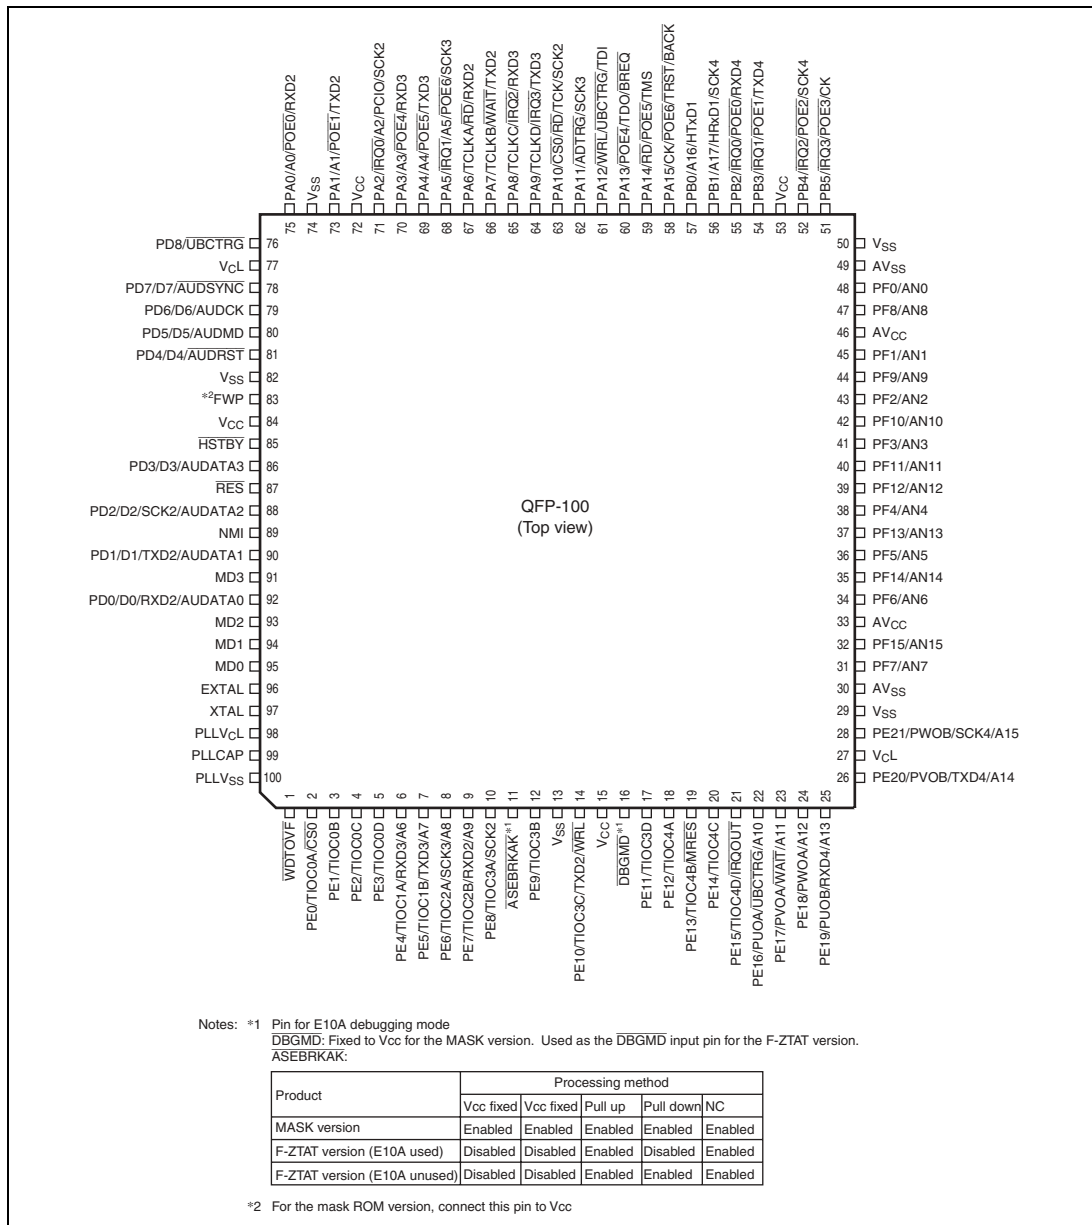 PA0/A0/POE0/RXD2
VSS
PA1/A1/POE1/TXD2
VCC
PA2/IRQ0/A2/PCIO/SCK2
PA3/A3/POE4/RXD3
PA4/A4/POE5/TXD3
PA5/IRQ1/A5/POE6/SCK3
PA6/TCLKA/RD/RXD2
PA7/TCLKB/WAIT/TXD2
PA8/TCLKC/IRQ2/RXD3
PA9/TCLKD/IRQ3/TXD3
PA10/CS0/RD/TCK/SCK2
PA11/ADTRG/SCK3
PA12/WRL/UBCTRG/TDI
PA13/POE4/TDO/BREQ
PA14/RD/POE5/TMS
PA15/CK/POE6/TRST/BACK
PB0/A16/HTxD1
PB1/A17/HRxD1/SCK4
PB2/IRQ0/POE0/RXD4
PB3/IRQ1/POE1/TXD4
VCC
PB4/IRQ2/POE2/SCK4
PB5/IRQ3/POE3/CK
75 74 73 72 71 70 69 68 67 66 65 64 63 62 61 60 59 58 57 56 55 54 53 52 51
PD8/UBCTRG 76
VCL 77
PD7/D7/AUDSYNC 78
PD6/D6/AUDCK 79
PD5/D5/AUDMD 80
PD4/D4/AUDRST 81
VSS 82
*2FWP 83
VCC 84
HSTBY 85
PD3/D3/AUDATA3 86
RES 87
PD2/D2/SCK2/AUDATA2 88
NMI 89
PD1/D1/TXD2/AUDATA1 90
MD3 91
PD0/D0/RXD2/AUDATA0 92
MD2 93
MD1 94
MD0 95
EXTAL 96
XTAL 97
PLLVCL 98
PLLCAP 99
PLLVSS 100
QFP-100
(Top view)
50 VSS
49 AVSS
48 PF0/AN0
47 PF8/AN8
46 AVCC
45 PF1/AN1
44 PF9/AN9
43 PF2/AN2
42 PF10/AN10
41 PF3/AN3
40 PF11/AN11
39 PF12/AN12
38 PF4/AN4
37 PF13/AN13
36 PF5/AN5
35 PF14/AN14
34 PF6/AN6
33 AVCC
32 PF15/AN15
31 PF7/AN7
30 AVSS
29 VSS
28 PE21/PWOB/SCK4/A15
27 VCL
26 PE20/PVOB/TXD4/A14
1 2 3 4 5 6 7 8 9 10 11 12 13 14 15 16 17 18 19 20 21 22 23 24 25
WDTOVF
PE0/TIOC0A/CS0
PE1/TIOC0B
PE2/TIOC0C
PE3/TIOC0D
PE4/TIOC1A/RXD3/A6
PE5/TIOC1B/TXD3/A7
PE6/TIOC2A/SCK3/A8
PE7/TIOC2B/RXD2/A9
PE8/TIOC3A/SCK2
ASEBRKAK*1
PE9/TIOC3B
VSS
PE10/TIOC3C/TXD2/WRL
VCC
DBGMD*1
PE11/TIOC3D
PE12/TIOC4A
PE13/TIOC4B/MRES
PE14/TIOC4C
PE15/TIOC4D/IRQOUT
PE16/PUOA/UBCTRG/A10
PE17/PVOA/WAIT/A11
PE18/PWOA/A12
PE19/PUOB/RXD4/A13
Notes: *1 Pin for E10A debugging mode
DBGMD: Fixed to Vcc for the MASK version. Used as the DBGMD input pin for the F-ZTAT version.
ASEBRKAK:
Product Processing method
Vcc fixed Vcc fixed Pull up Pull down NC
MASK version Enabled Enabled Enabled Enabled Enabled
F-ZTAT version (E10A used) Disabled Disabled Enabled Disabled Enabled
F-ZTAT version (E10A unused) Disabled Disabled Enabled Enabled Enabled
*2 For the mask ROM version, connect this pin to Vcc